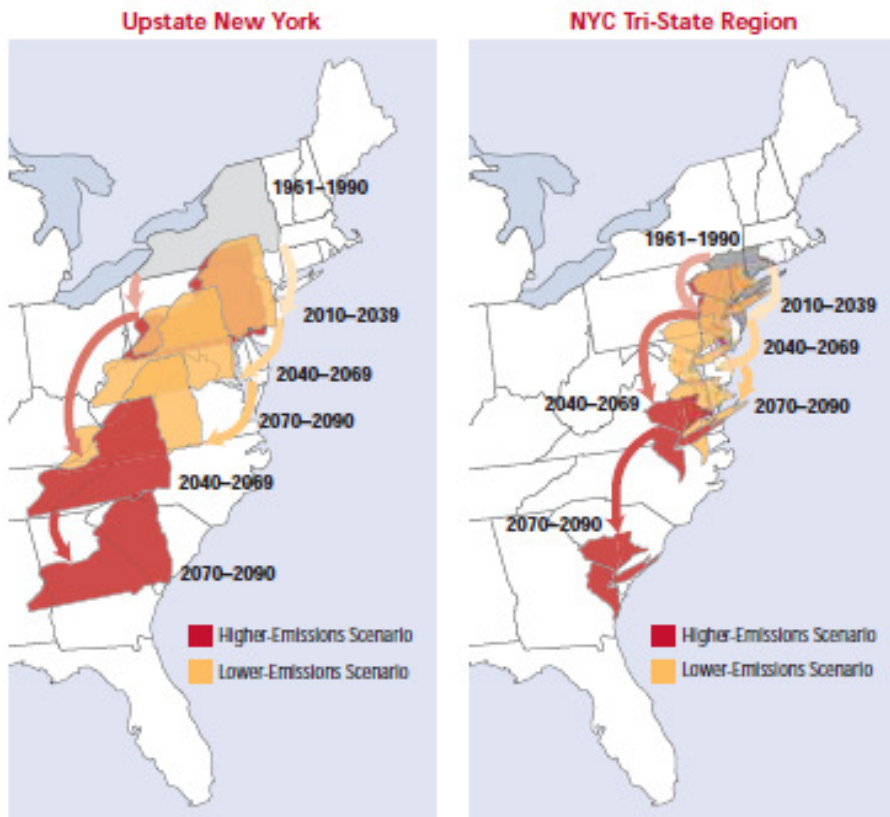 Upstate New York
1961–1990
2010–2039
2040–2069
2070–2090
2040–2069
2070–2090
Higher-Emissions Scenario
Lower-Emissions Scenario
NYC Tri-State Region
1961–1990
2010–2039
2040–2069
2040–2069
2070–2090
2070–2090
Higher-Emissions Scenario
Lower-Emissions Scenario